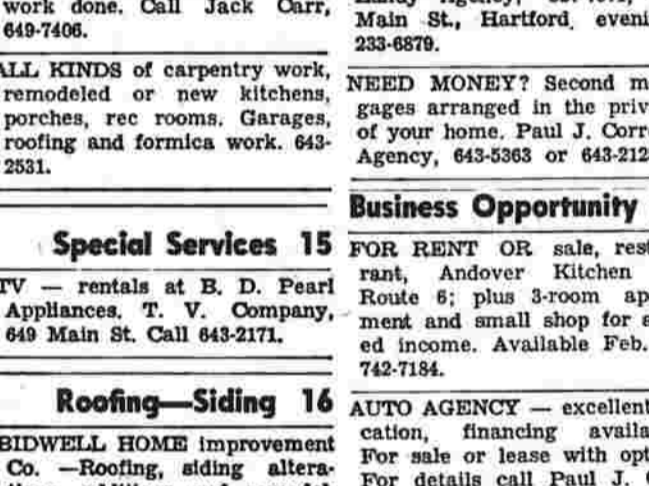 work done. Call Jack Carr,
649-7406.
ALL KINDS of carpentry work,
remodeled or new kitchens,
porches, rec rooms. Garages,
roofing and formica work. 643-
2531.
Special Services 15
TV — rentals at B. D. Pearl
Appliances. T. V. Company,
649 Main St. Call 643-2171.
Roofing—Siding 16
BIDWELL HOME Improvement
Co. —Roofing, siding altera-
Main St., Hartford, eveni
233-6879.
NEED MONEY? Second m
gages arranged in the priv
of your home. Paul J. Corr
Agency, 643-5363 or 643-212
Business Opportunity
FOR RENT OR sale, rest
rant, Andover Kitchen
Route 6; plus 3-room ap
ment and small shop for a
ed income. Available Feb.
742-7184.
AUTO AGENCY — excellent
cation, financing availa
For sale or lease with opt
For details call Paul J.